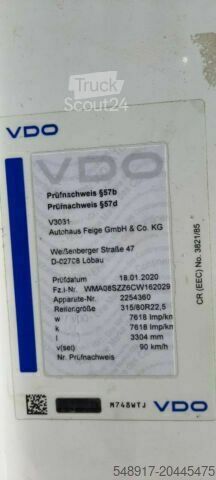 Truck
Scout24
VDO
VDO
Prüfnschweis §57b
Prüfnachweis §57d
V3031
Autohaus Feige GmbH & Co. KG
Weißenberger Straße 47
D-02708 Löbau
Prüfdatum 18.01.2020
Fz.I-Nr. WMA08SZZ6CW162029
Apparate-Nr. 2254360
Reifengröße 315/80R22,5
w 7618 Imp/km
k 7618 Imp/km
l 3304 mm
v(set) 90 km/h
Nr. Prüfnachweis
CR (EEC) No. 3821/85
M748WTJ
VDO
548917-20445475